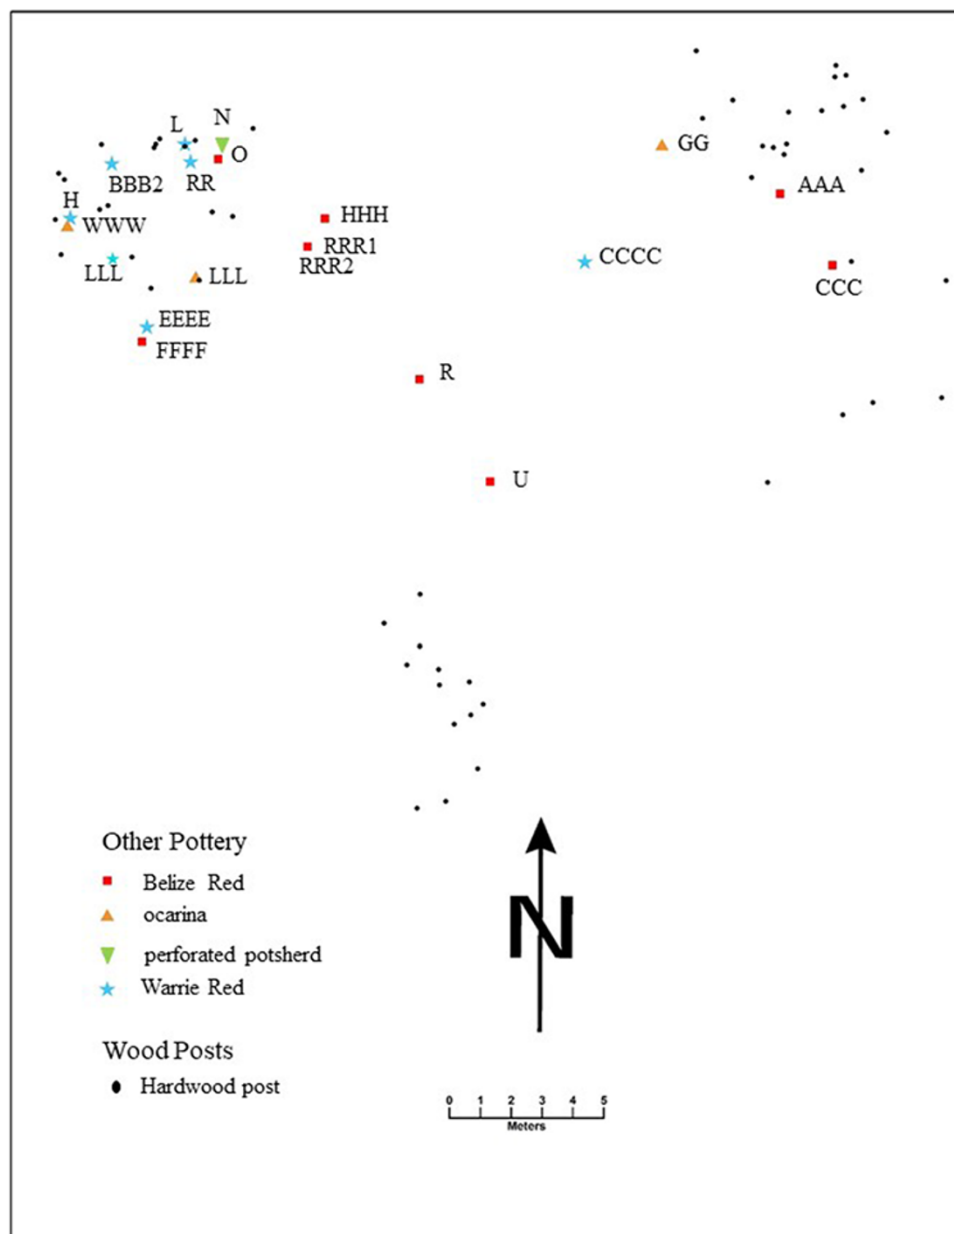 N
L
O
GG
BBB2
RR
AAA
H
WWW
HHH
RRR1
CCCC
RRR2
LLL
LLL
CCC
EEEE
FFFF
R
U
Other Pottery
Belize Red
ocarina
perforated potsherd
Warrie Red
N
Wood Posts
Hardwood post
0 1 2 3 4 5
Meters